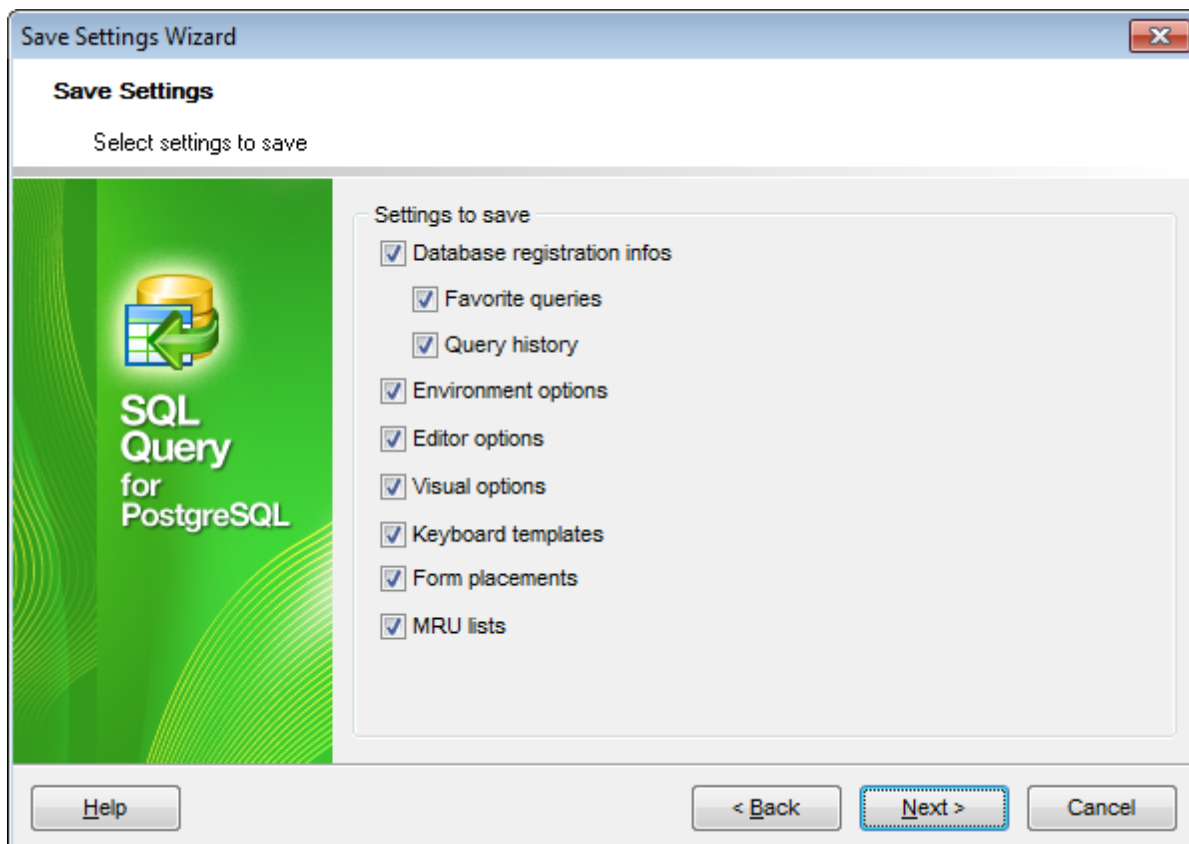 Save Settings Wizard
Save Settings
Select settings to save
SQL
Query
for
PostgreSQL
Settings to save
Database registration infos
Favorite queries
Query history
Environment options
Editor options
Visual options
Keyboard templates
Form placements
MRU lists
Help
< Back
Next >
Cancel